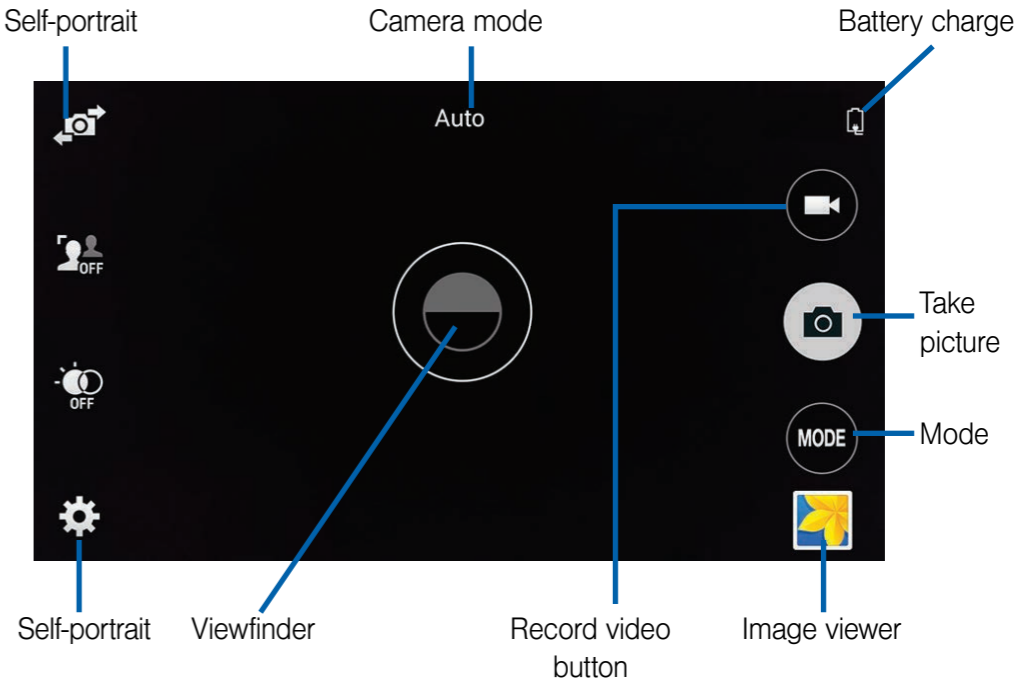 Self-portrait
Camera mode
Battery charge
Auto
OFF
Take
picture
OFF
MODE
Mode
Self-portrait
Viewfinder
Record video
button
Image viewer